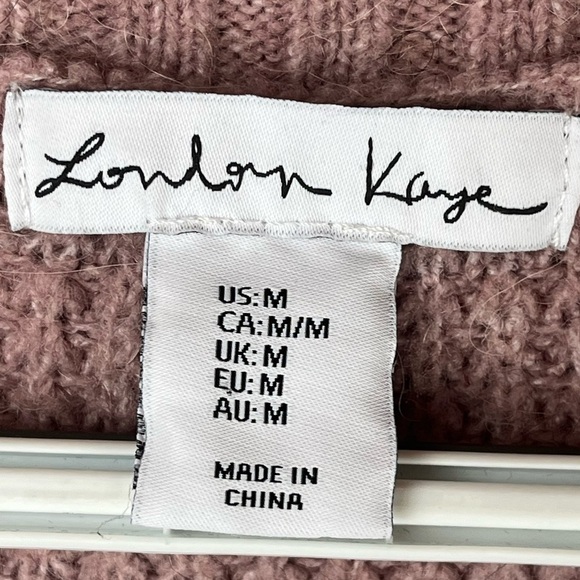 London Kaye
US:M
CA:M/M
UK:M
EU:M
AU:M
MADE IN
CHINA